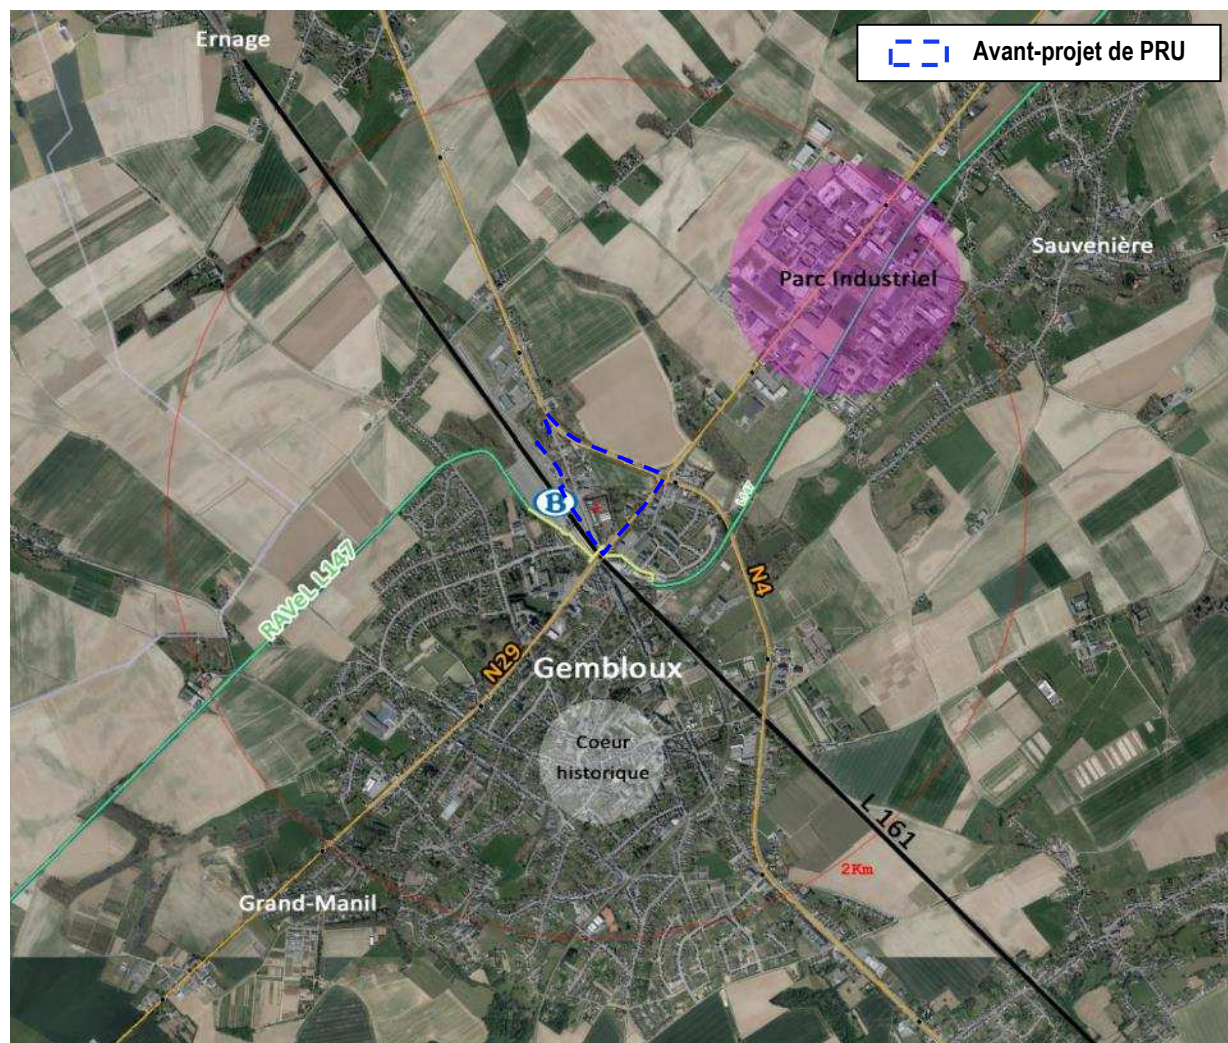 Ernage
Avant-projet de PRU
Sauvenière
Parc Industriel
B
L147
RAVeL L147
N4
N29
Gembloux
Coeur
historique
L 161
2Km
Grand-Manil